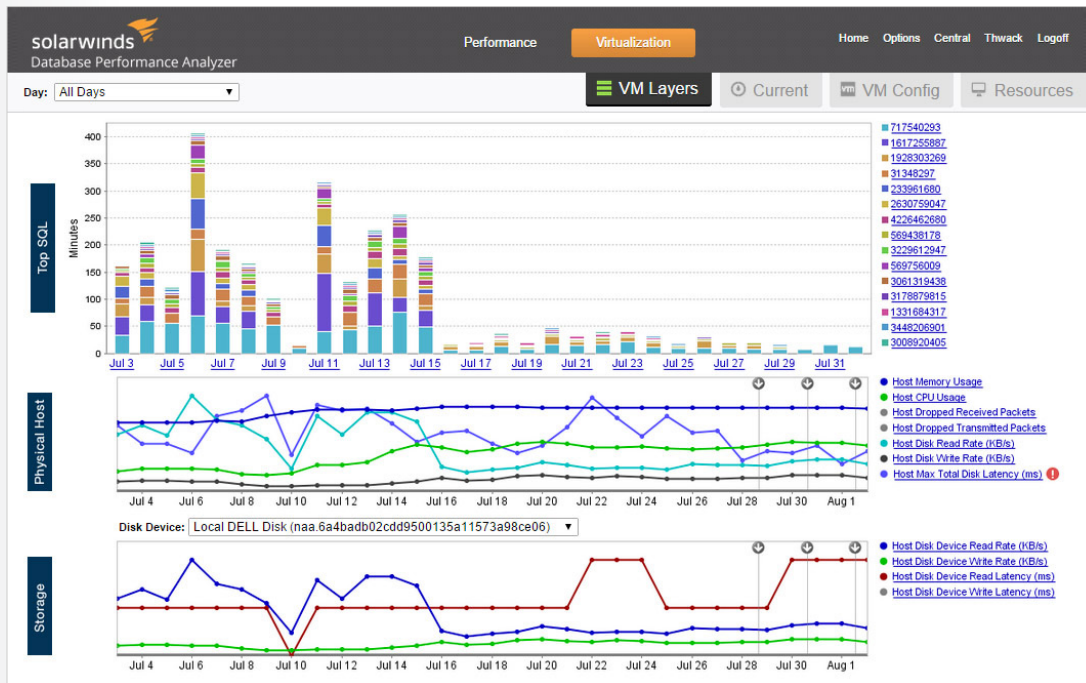 solarwinds
Database Performance Analyzer
Performance
Virtualization
Home Options Central Thwack Logoff
Day: All Days
VM Layers
Current
vm VM Config
Resources
Top SQL
Minutes
400
350
300
250
200
150
100
50
0
Jul 3 Jul 5 Jul 7 Jul 9 Jul 11 Jul 13 Jul 15 Jul 17 Jul 19 Jul 21 Jul 23 Jul 25 Jul 27 Jul 29 Jul 31
717540293
1617255887
1928303269
31348297
233961680
2630759047
4226462680
569438178
3229612947
569756009
3061319438
3178879815
1331684317
3448206901
3008920405
Physical Host
Jul 4 Jul 6 Jul 8 Jul 10 Jul 12 Jul 14 Jul 16 Jul 18 Jul 20 Jul 22 Jul 24 Jul 26 Jul 28 Jul 30 Aug 1
Host Memory Usage
Host CPU Usage
Host Dropped Received Packets
Host Dropped Transmitted Packets
Host Disk Read Rate (KB/s)
Host Disk Write Rate (KB/s)
Host Max Total Disk Latency (ms)
Disk Device: Local DELL Disk (naa.6a4badb02cdd9500135a11573a98ce06)
Storage
Jul 4 Jul 6 Jul 8 Jul 10 Jul 12 Jul 14 Jul 16 Jul 18 Jul 20 Jul 22 Jul 24 Jul 26 Jul 28 Jul 30 Aug 1
Host Disk Device Read Rate (KB/s)
Host Disk Device Write Rate (KB/s)
Host Disk Device Read Latency (ms)
Host Disk Device Write Latency (ms)